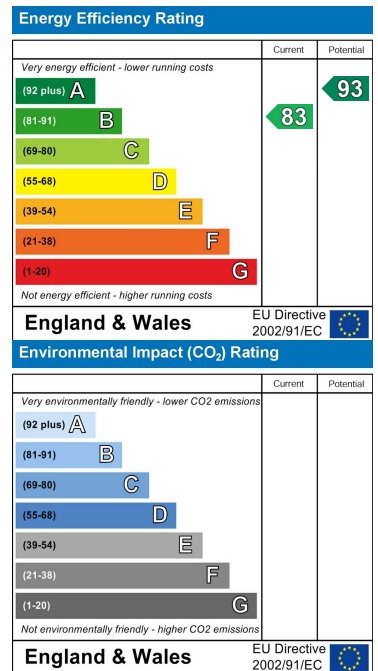 Energy Efficiency Rating
Current Potential
Very energy efficient - lower running costs
(92 plus) A
93
(81-91) B
83
(69-80) C
(55-68) D
(39-54) E
(21-38) F
(1-20) G
Not energy efficient - higher running costs
England & Wales
EU Directive
2002/91/EC
Environmental Impact (CO₂) Rating
Current Potential
Very environmentally friendly - lower CO2 emissions
(92 plus) A
(81-91) B
(69-80) C
(55-68) D
(39-54) E
(21-38) F
(1-20) G
Not environmentally friendly - higher CO2 emissions
England & Wales
EU Directive
2002/91/EC